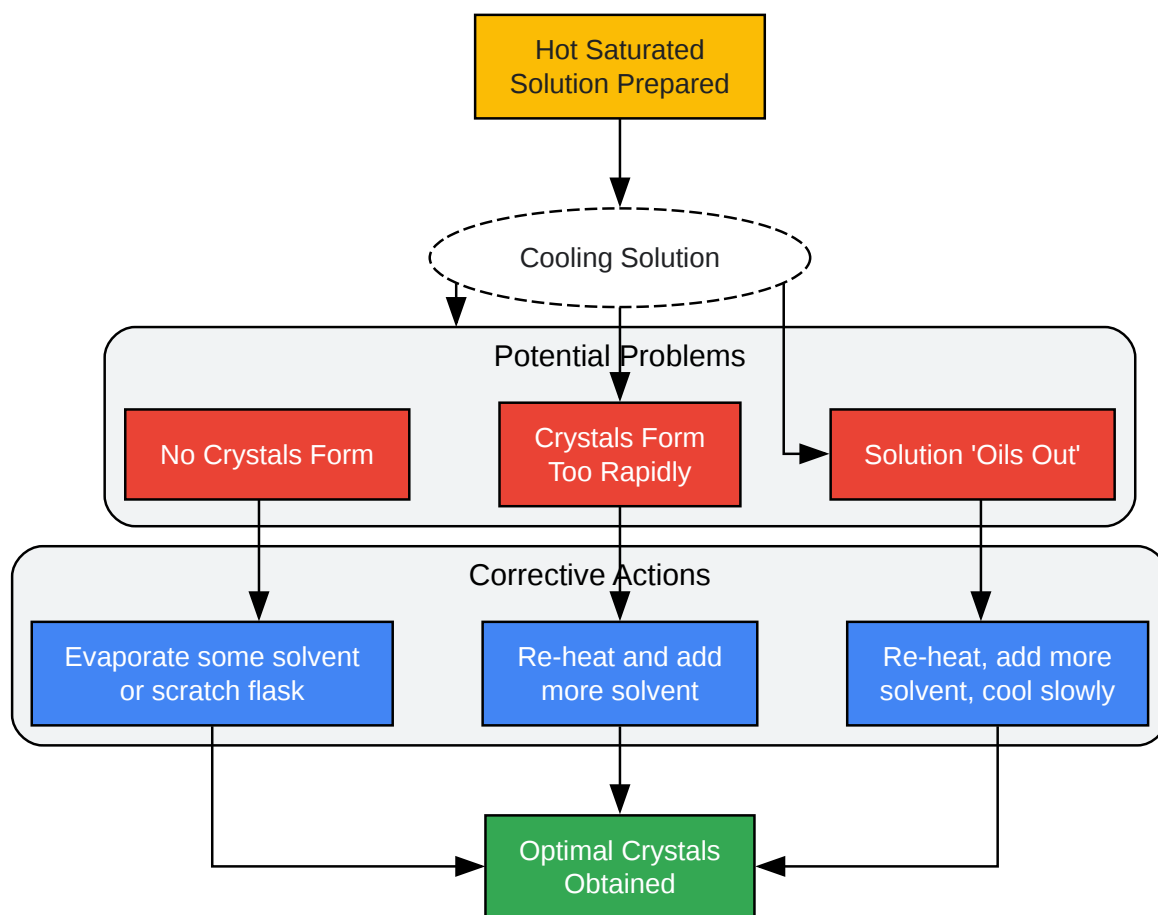 Hot Saturated
Solution Prepared
Cooling Solution
Potential Problems
No Crystals Form
Crystals Form
Too Rapidly
Solution 'Oils Out'
Corrective Actions
Evaporate some solvent
or scratch flask
Re-heat and add
more solvent
Re-heat, add more
solvent, cool slowly
Optimal Crystals
Obtained